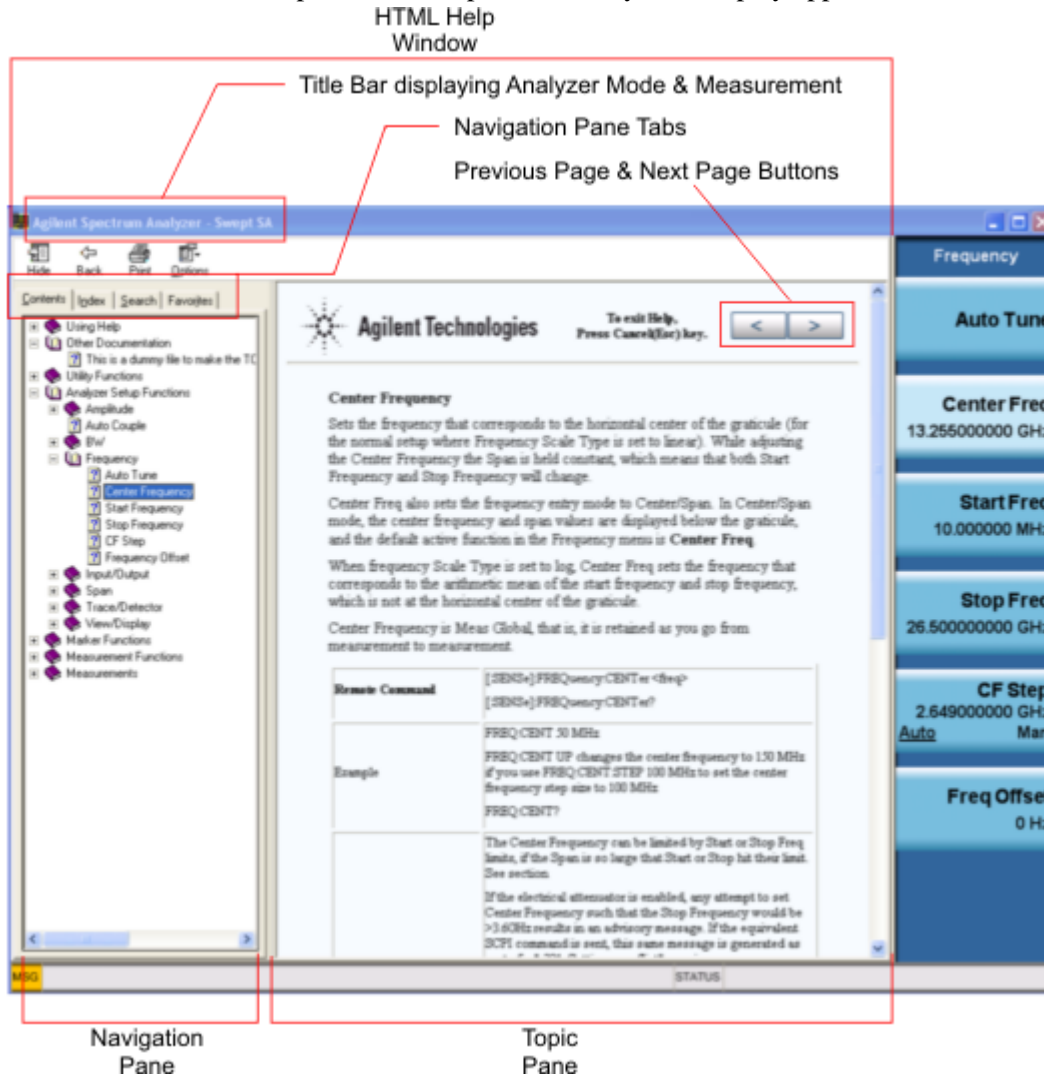 HTML Help
Window
Title Bar displaying Analyzer Mode & Measurement
Navigation Pane Tabs
Previous Page & Next Page Buttons
Agilent Spectrum Analyzer - Swept SA
Hide Back Print Options
Contents Index Search Favorites
Using Help
Other Documentation
This is a dummy file to make the TC
Utility Functions
Analyzer Setup Functions
Amplitude
Auto Couple
BW
Frequency
Auto Tune
Center Frequency
Start Frequency
Stop Frequency
CF Step
Frequency Offset
Input/Output
Span
Trace/Detector
View/Display
Marker Functions
Measurement Functions
Measurements
Agilent Technologies
To exit Help,
Press Cancel(Esc) key.
< >
Center Frequency
Sets the frequency that corresponds to the horizontal center of the graticule (for
the normal setup where Frequency Scale Type is set to linear). While adjusting
the Center Frequency the Span is held constant, which means that both Start
Frequency and Stop Frequency will change.
Center Freq also sets the frequency entry mode to Center/Span. In Center/Span
mode, the center frequency and span values are displayed below the graticule,
and the default active function in the Frequency menu is Center Freq.
When frequency Scale Type is set to log, Center Freq sets the frequency that
corresponds to the arithmetic mean of the start frequency and stop frequency,
which is not at the horizontal center of the graticule.
Center Frequency is Meas Global, that is, it is retained as you go from
measurement to measurement.
Remote Command
[:SENSe]:FREQuency:CENTer <freq>
[:SENSe]:FREQuency:CENTer?
Example
FREQ:CENT 50 MHz
FREQ:CENT UP changes the center frequency to 150 MHz
if you use FREQ:CENT:STEP 100 MHz to set the center
frequency step size to 100 MHz
FREQ:CENT?
The Center Frequency can be limited by Start or Stop Freq
limits, if the Span is so large that Start or Stop hit their limit.
See section
If the electrical attenuator is enabled, any attempt to set
Center Frequency such that the Stop Frequency would be
>3.6GHz results in an advisory message. If the equivalent
SCPI command is sent, this same message is generated as
Frequency
Auto Tune
Center Freq
13.255000000 GHz
Start Freq
10.000000 MHz
Stop Freq
26.500000000 GHz
CF Step
2.649000000 GHz
Auto Man
Freq Offset
0 Hz
MSG
STATUS
Navigation
Pane
Topic
Pane